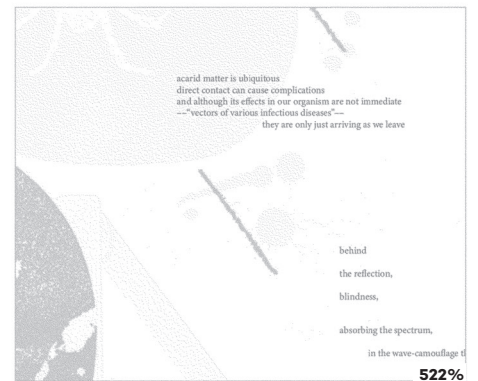 acarid matter is ubiquitous
direct contact can cause complications
and although its effects in our organism are not immediate
––“vectors of various infectious diseases”––
they are only just arriving as we leave
behind
the reflection,
blindness,
absorbing the spectrum,
in the wave-camouflage
522%